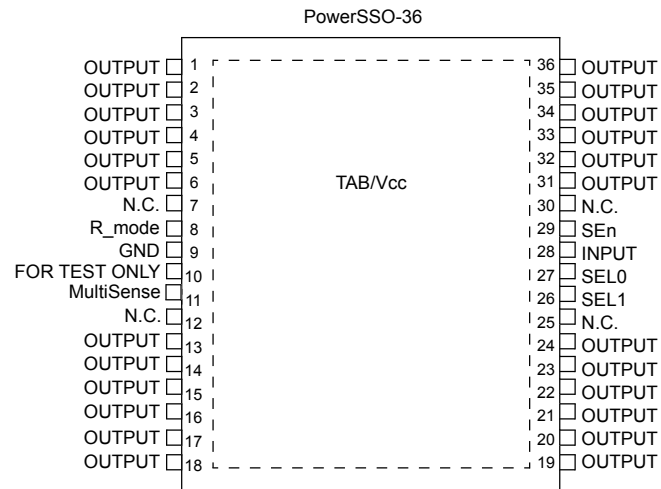 PowerSSO-36
OUTPUT 1 36 OUTPUT
OUTPUT 2 35 OUTPUT
OUTPUT 3 34 OUTPUT
OUTPUT 4 33 OUTPUT
OUTPUT 5 32 OUTPUT
OUTPUT 6 TAB/Vcc 31 OUTPUT
N.C. 7 30 N.C.
R_mode 8 29 SEn
GND 9 28 INPUT
FOR TEST ONLY 10 27 SEL0
MultiSense 11 26 SEL1
N.C. 12 25 N.C.
OUTPUT 13 24 OUTPUT
OUTPUT 14 23 OUTPUT
OUTPUT 15 22 OUTPUT
OUTPUT 16 21 OUTPUT
OUTPUT 17 20 OUTPUT
OUTPUT 18 19 OUTPUT